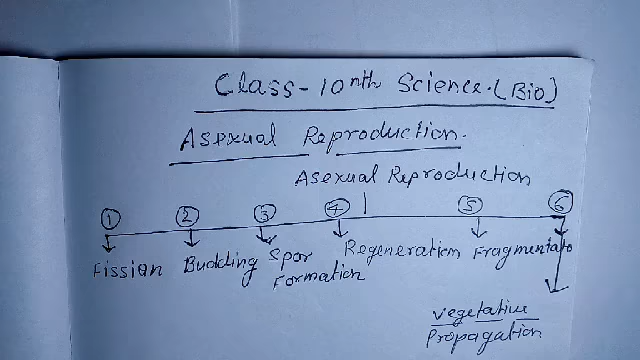 Class-10nth Science.(Bio)
Asexual Reproduction.
Asexual Reproduction
1 2 3 4 5 6
Fission Budding Spor Formation Regeneration Fragmentatio
vegetative
Propagation